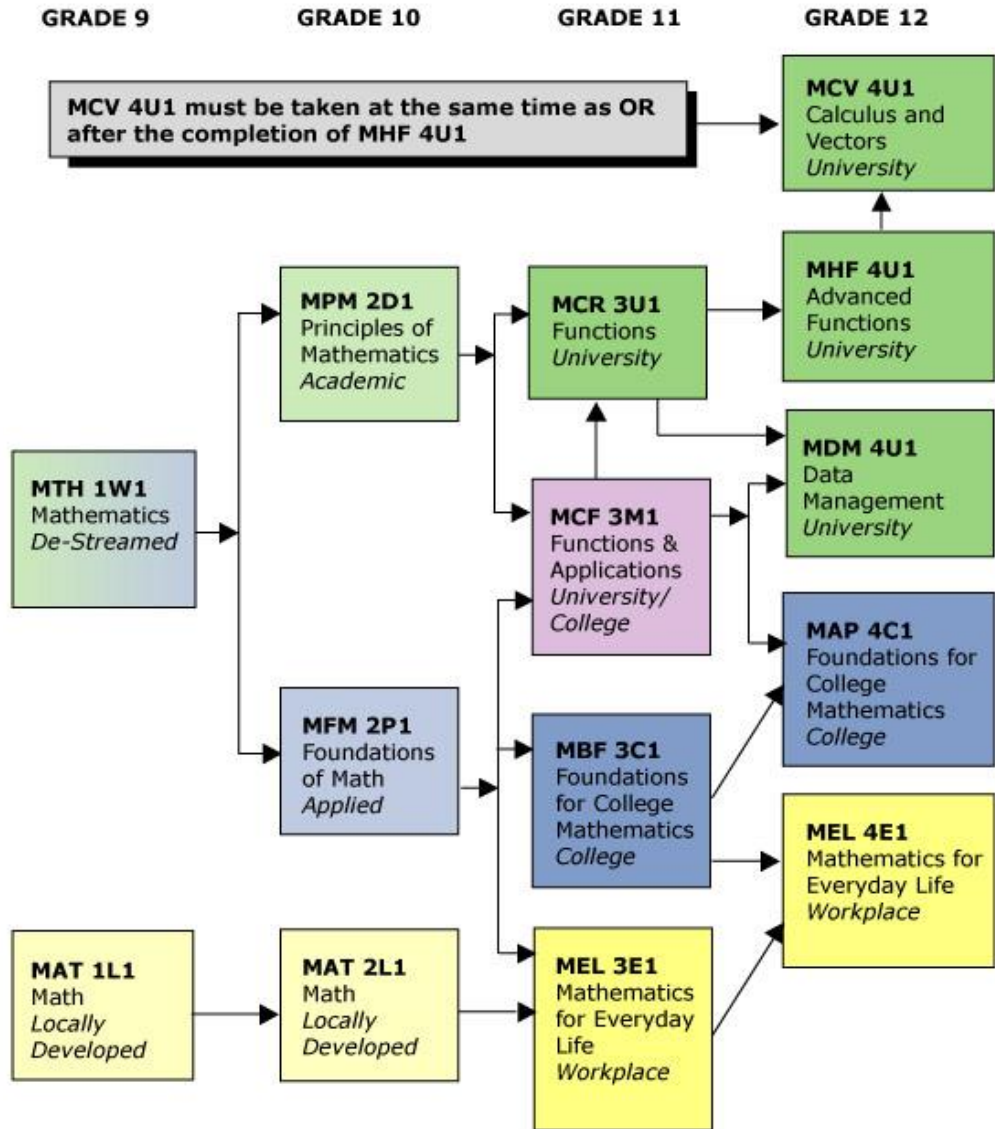 GRADE 9
GRADE 10
GRADE 11
GRADE 12
MCV 4U1 must be taken at the same time as OR
after the completion of MHF 4U1
MCV 4U1
Calculus and
Vectors
University
MPM 2D1
Principles of
Mathematics
Academic
MCR 3U1
Functions
University
MHF 4U1
Advanced
Functions
University
MTH 1W1
Mathematics
De-Streamed
MCF 3M1
Functions &
Applications
University/
College
MDM 4U1
Data
Management
University
MFM 2P1
Foundations
of Math
Applied
MBF 3C1
Foundations
for College
Mathematics
College
MAP 4C1
Foundations for
College
Mathematics
College
MEL 4E1
Mathematics for
Everyday Life
Workplace
MAT 1L1
Math
Locally
Developed
MAT 2L1
Math
Locally
Developed
MEL 3E1
Mathematics
for Everyday
Life
Workplace